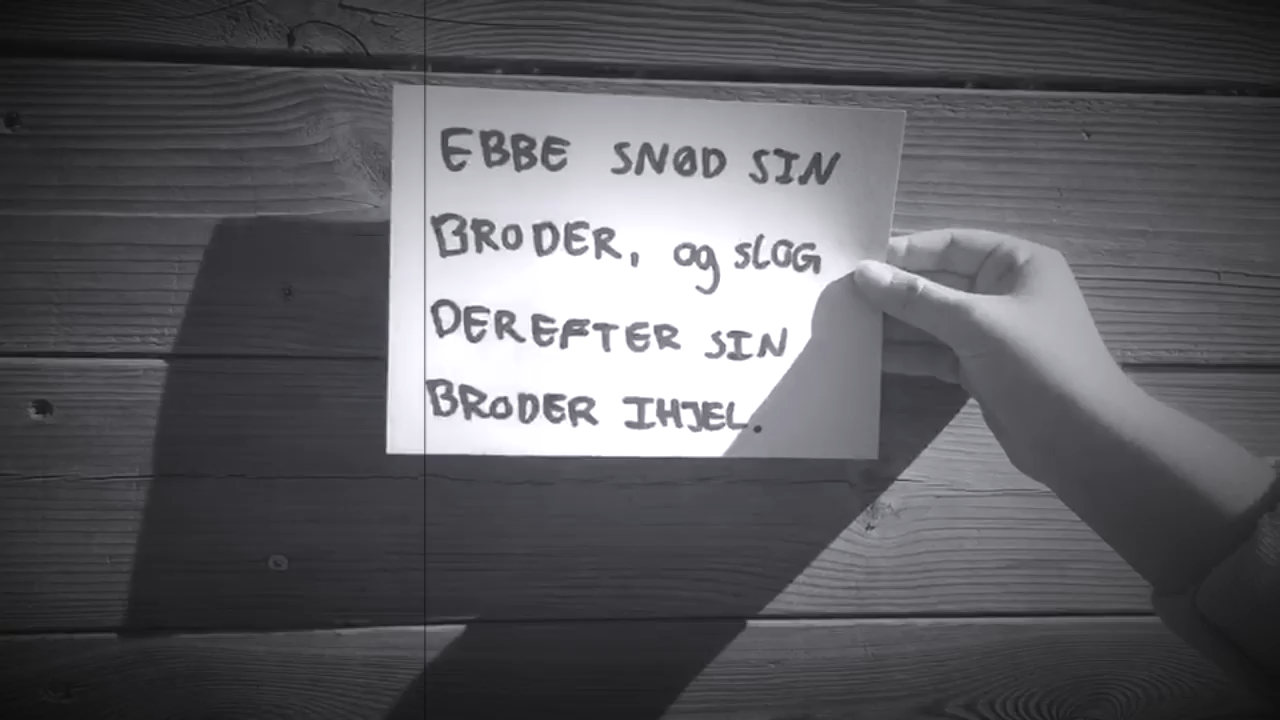 EBBE SNØD SIN
BRODER, og SLOG
DEREFTER SIN
BRODER IHJEL.